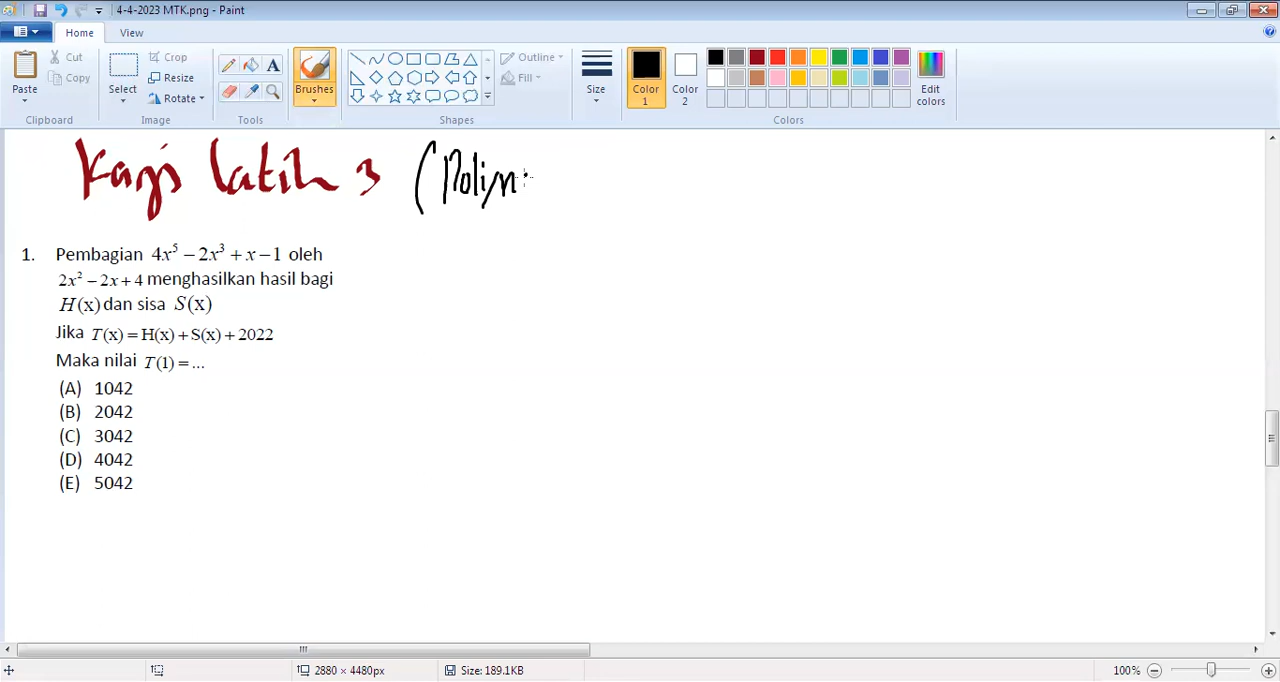 4-4-2023 MTK.png - Paint
Home View
Paste
Cut
Copy
Select
Crop
Resize
Rotate
Brushes
Outline
Fill
Size
Color 1
Color 2
Edit colors
Clipboard Image Tools Shapes Colors
Latih 3
1. Pembagian 4x⁵ − 2x³ + x − 1 oleh
2x² − 2x + 4 menghasilkan hasil bagi
H(x) dan sisa S(x)
Jika T(x) = H(x) + S(x) + 2022
Maka nilai T(1) = ...
(A) 1042
(B) 2042
(C) 3042
(D) 4042
(E) 5042
2880 × 4480px
Size: 189.1KB
100%